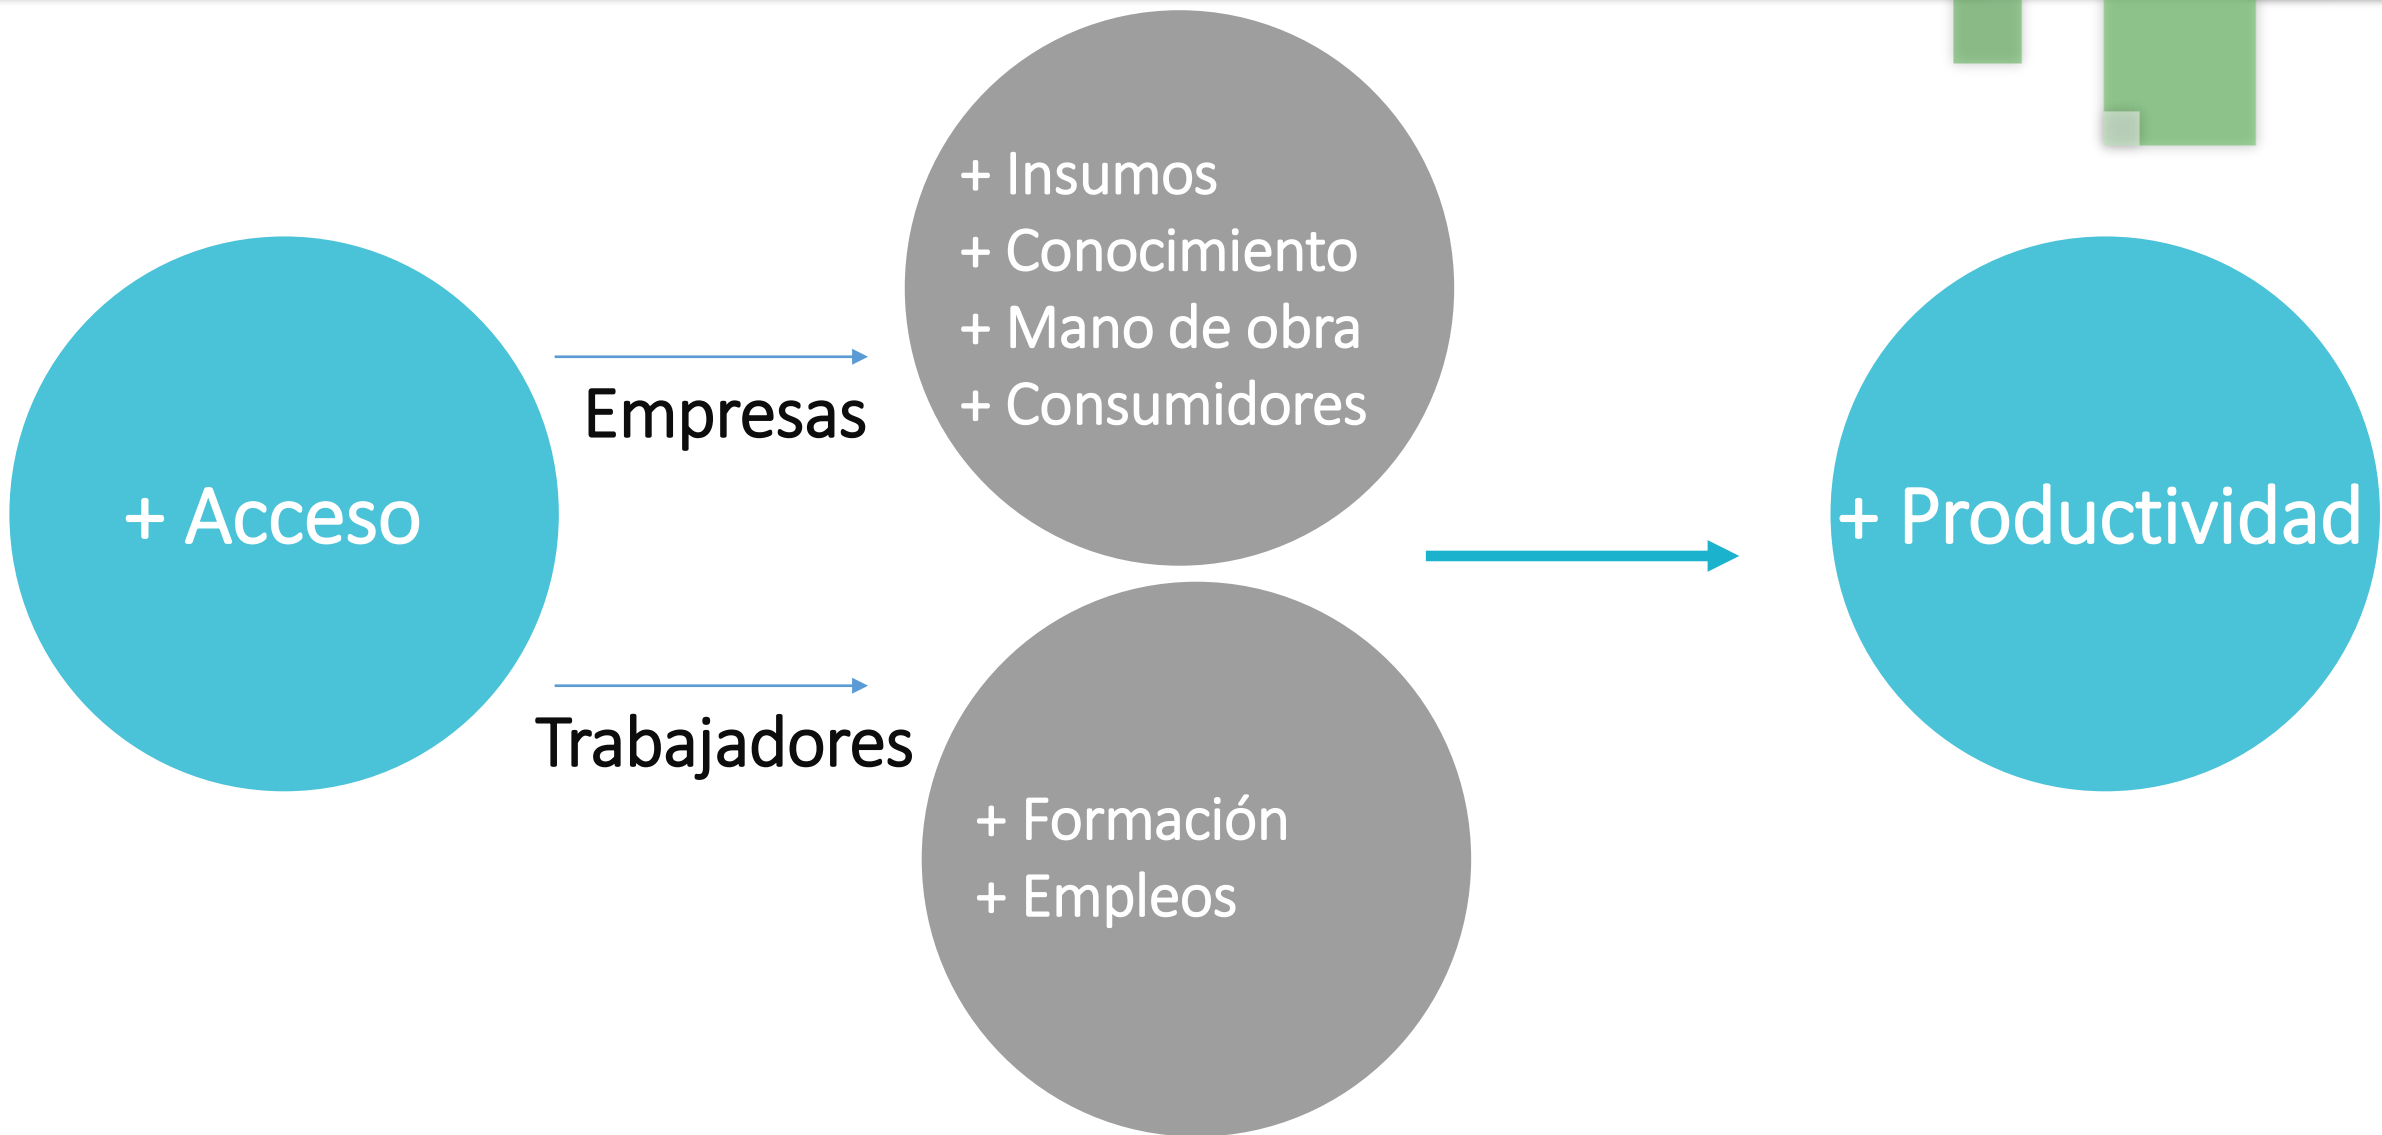 + Acceso
Empresas
Trabajadores
+ Insumos
+ Conocimiento
+ Mano de obra
+ Consumidores
+ Formación
+ Empleos
+ Productividad